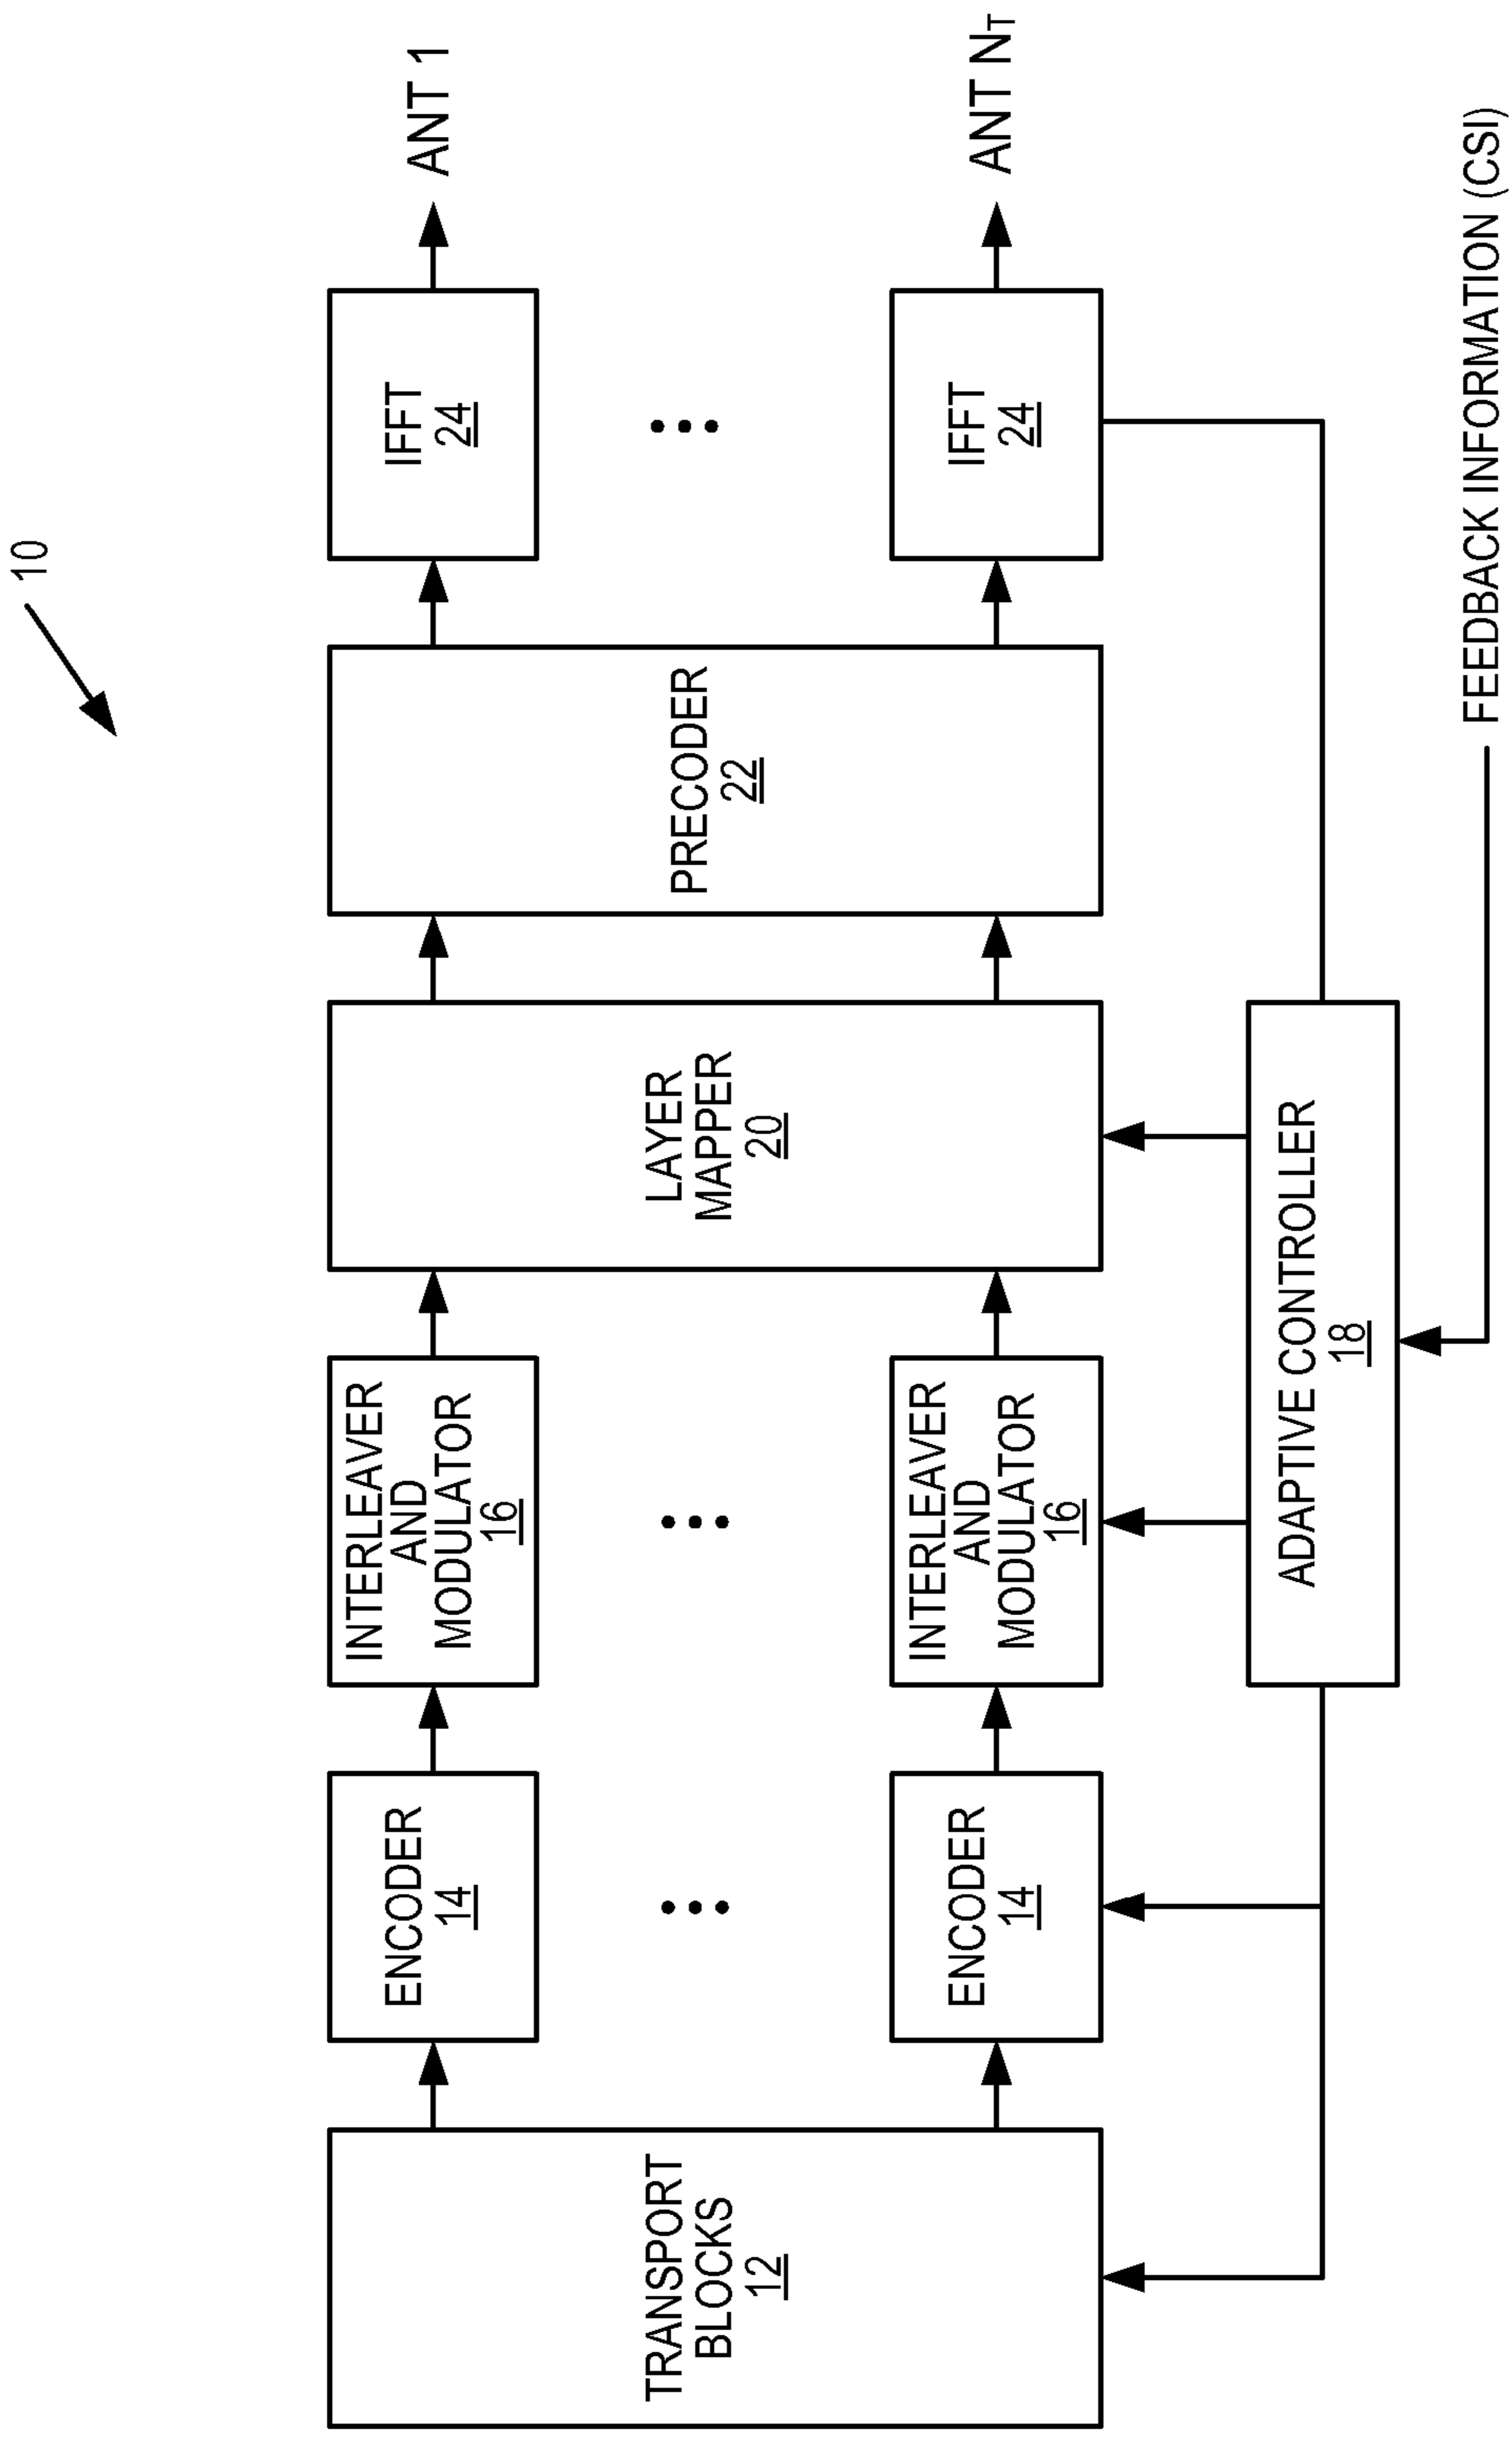 10
TRANSPORT
BLOCKS
12
ENCODER
14
INTERLEAVER
AND
MODULATOR
16
LAYER
MAPPER
20
PRECODER
22
IFFT
24
ANT 1
ENCODER
14
INTERLEAVER
AND
MODULATOR
16
IFFT
24
ANT NT
ADAPTIVE CONTROLLER
18
FEEDBACK INFORMATION (CSI)